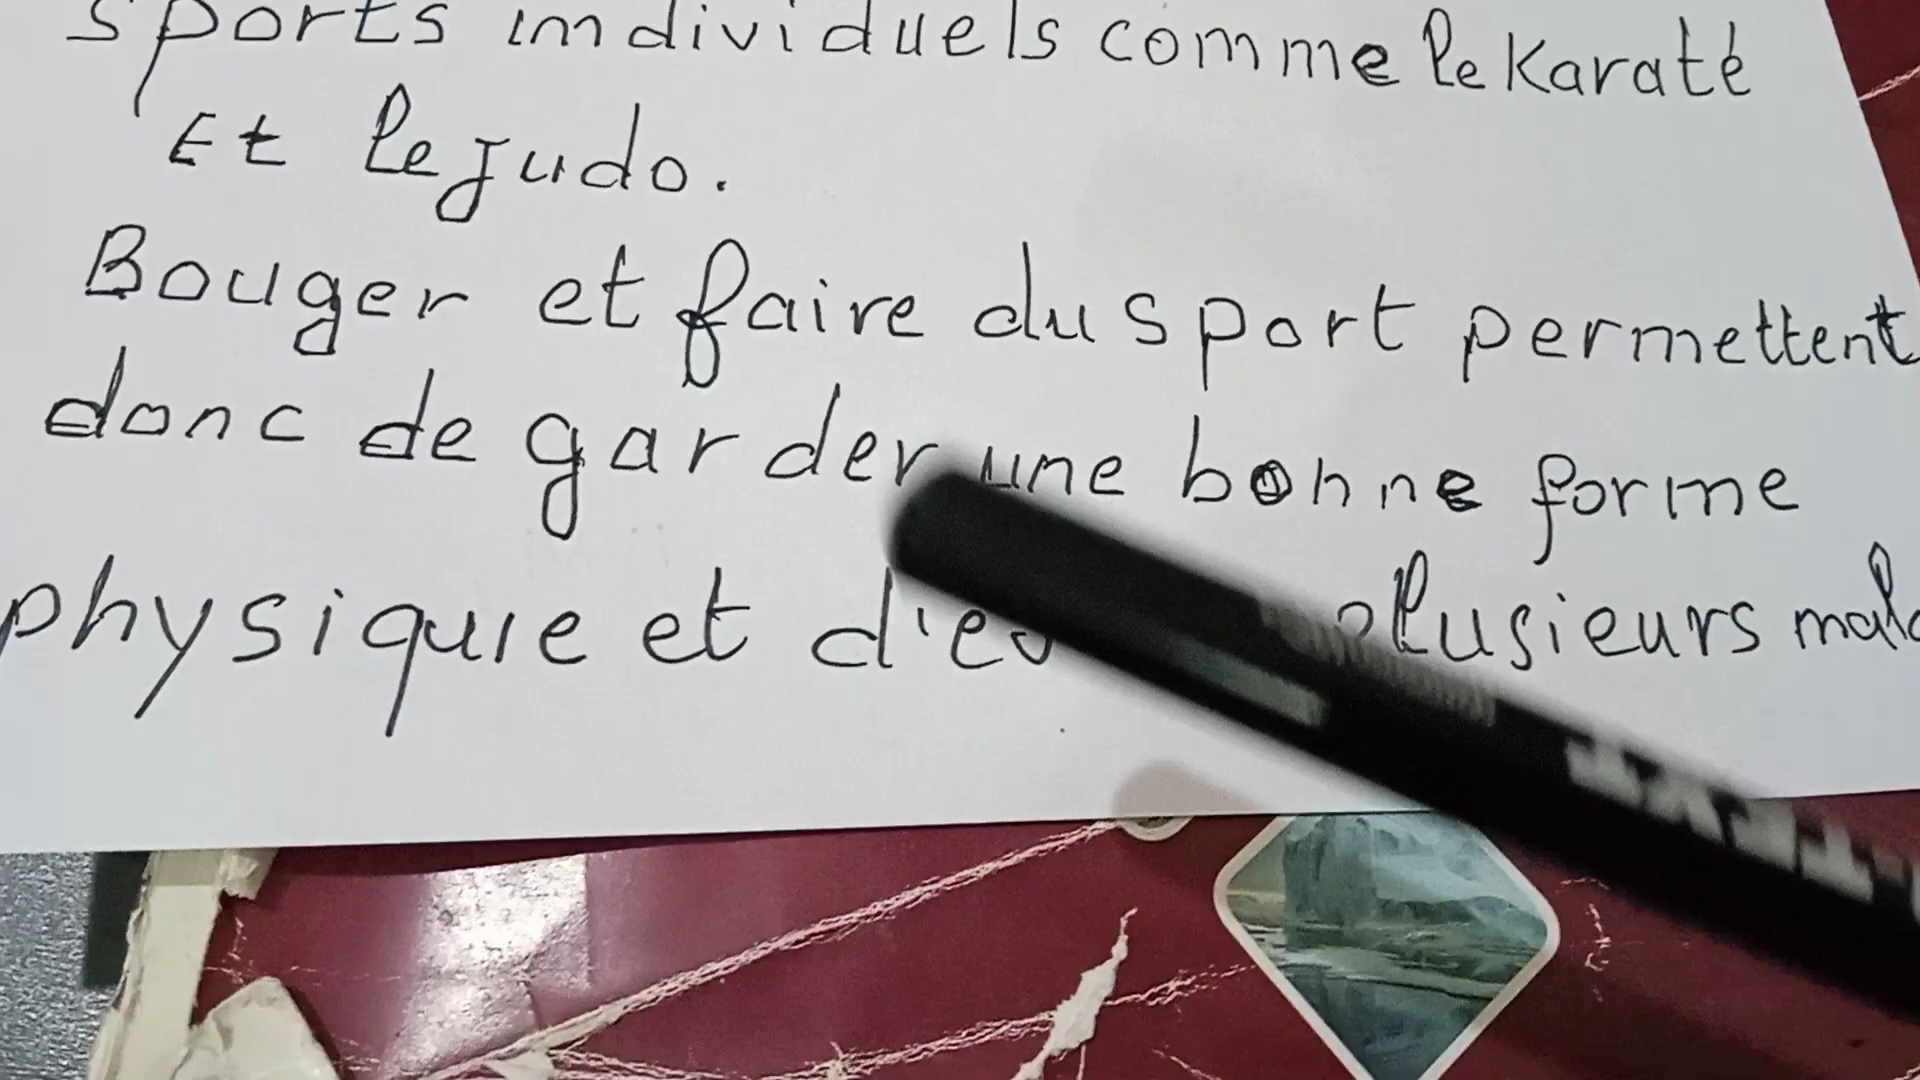 sports individuels comme le Karaté
Et le judo.
Bouger et faire du sport permettent
donc de garder une bonne forme
physique et plusieurs